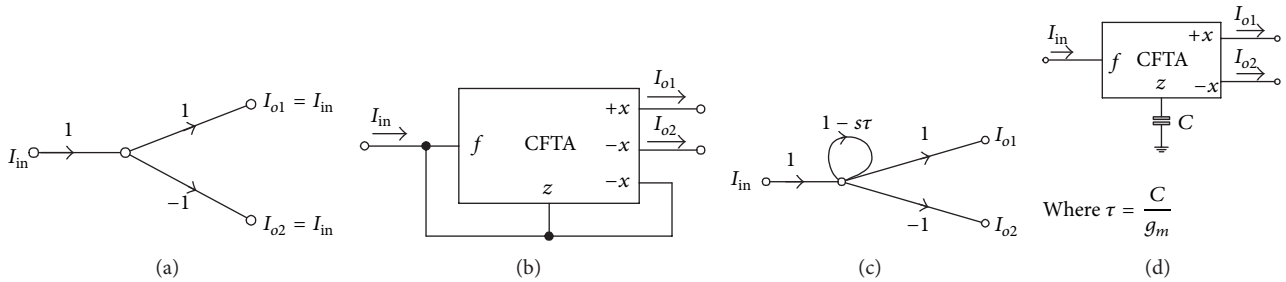 I_in
1
1
I_o1 = I_in
−1
I_o2 = I_in
(a)
I_in
f
CFTA
z
+x
−x
−x
I_o1
I_o2
(b)
I_in
1
1 − sτ
1
I_o1
−1
I_o2
(c)
I_in
f
CFTA
z
+x
−x
I_o1
I_o2
C
Where τ = C/g_m
(d)